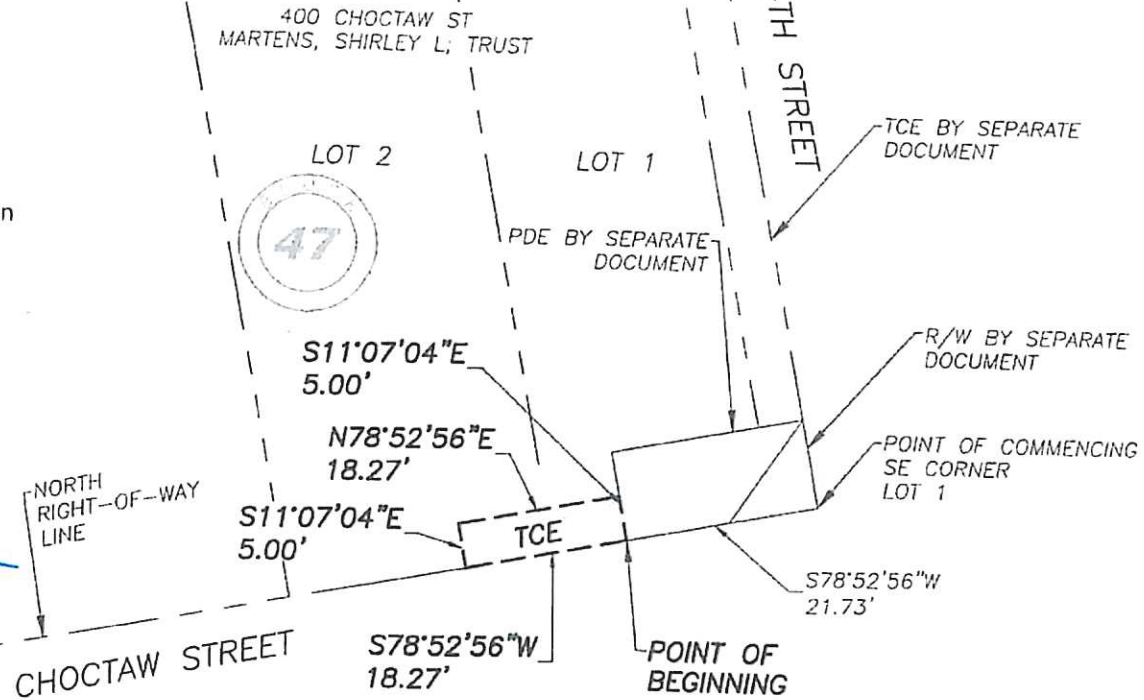 400 CHOCTAW ST
MARTENS, SHIRLEY L; TRUST
TH STREET
TCE BY SEPARATE
DOCUMENT
LOT 2
LOT 1
n
47
PDE BY SEPARATE
DOCUMENT
S11°07'04"E
5.00'
R/W BY SEPARATE
DOCUMENT
N78°52'56"E
18.27'
POINT OF COMMENCING
SE CORNER
LOT 1
NORTH
RIGHT-OF-WAY
LINE
S11°07'04"E
5.00'
TCE
S78°52'56"W
21.73'
CHOCTAW STREET
S78°52'56"W
18.27'
POINT OF
BEGINNING